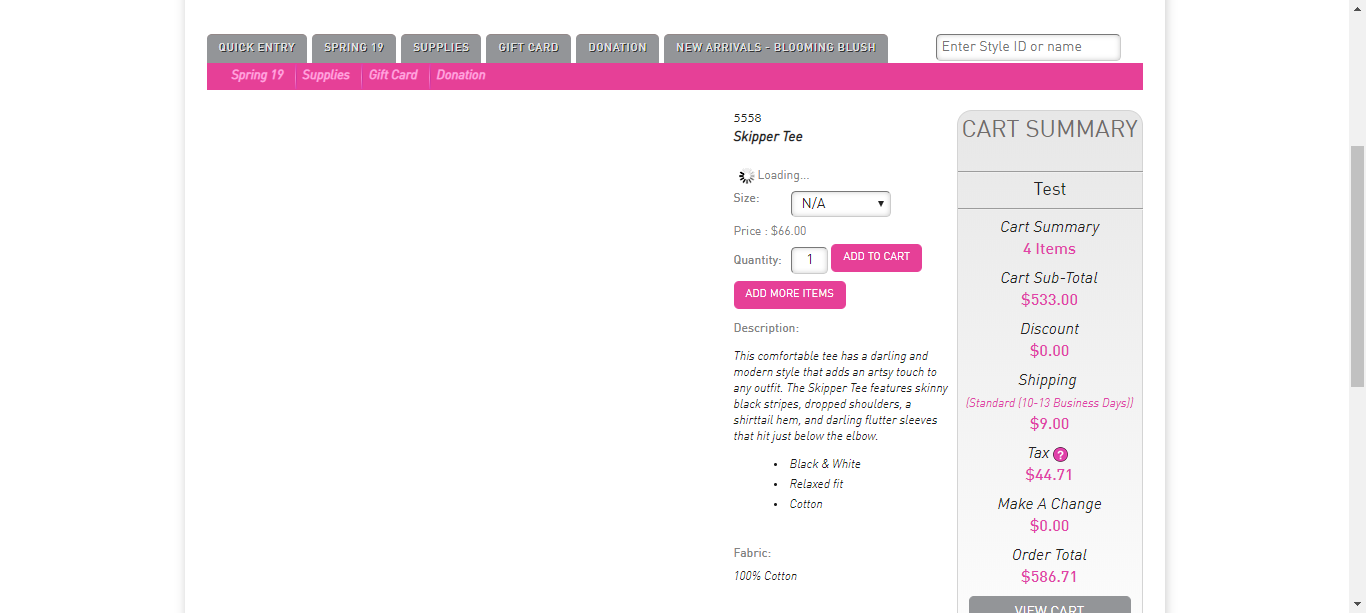 QUICK ENTRY
SPRING 19
SUPPLIES
GIFT CARD
DONATION
NEW ARRIVALS - BLOOMING BLUSH
Enter Style ID or name
Spring 19
Supplies
Gift Card
Donation
5558
Skipper Tee
Loading...
Size:
N/A
Price : $66.00
Quantity:
1
ADD TO CART
ADD MORE ITEMS
Description:
This comfortable tee has a darling and
modern style that adds an artsy touch to
any outfit. The Skipper Tee features skinny
black stripes, dropped shoulders, a
shirttail hem, and darling flutter sleeves
that hit just below the elbow.
• Black & White
• Relaxed fit
• Cotton
Fabric:
100% Cotton
CART SUMMARY
Test
Cart Summary
4 Items
Cart Sub-Total
$533.00
Discount
$0.00
Shipping
(Standard (10-13 Business Days))
$9.00
Tax ?
$44.71
Make A Change
$0.00
Order Total
$586.71
VIEW CART